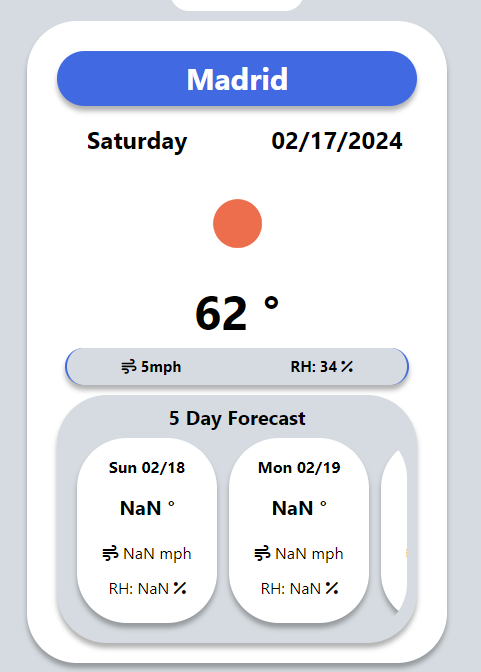 Madrid
Saturday 02/17/2024
62 °
5mph RH: 34 %
5 Day Forecast
Sun 02/18 Mon 02/19
NaN ° NaN °
NaN mph NaN mph
RH: NaN % RH: NaN %